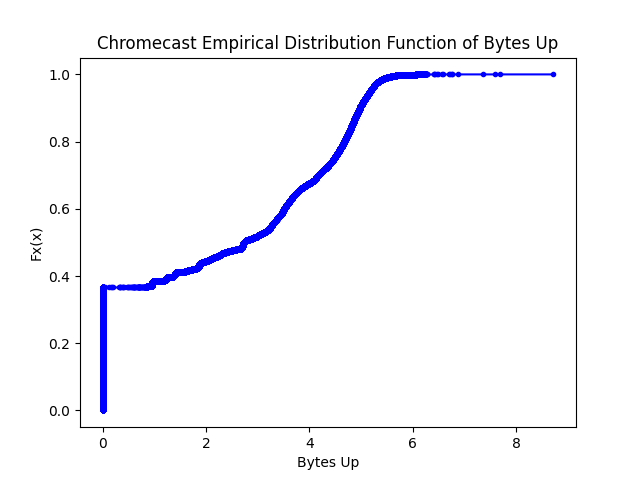 Chromecast Empirical Distribution Function of Bytes Up
1.0
0.8
0.6
0.4
0.2
0.0
Fx(x)
0 2 4 6 8
Bytes Up